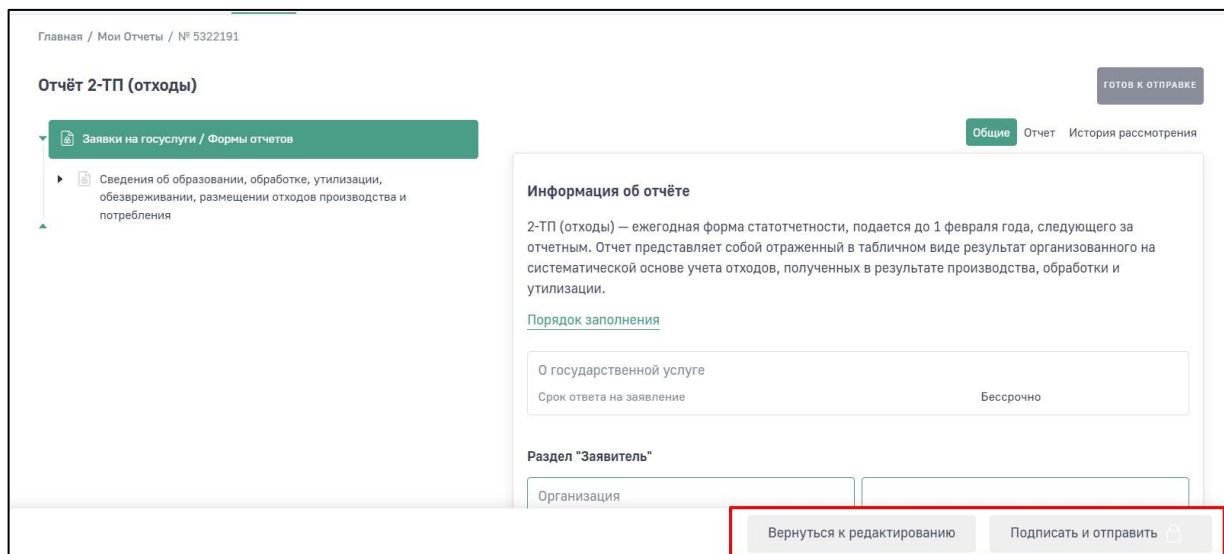 Главная / Мои Отчеты / № 5322191
Отчёт 2-ТП (отходы)
ГОТОВ К ОТПРАВКЕ
Заявки на госуслуги / Формы отчетов
Сведения об образовании, обработке, утилизации,
обезвреживании, размещении отходов производства и
потребления
Общие Отчет История рассмотрения
Информация об отчёте
2-ТП (отходы) — ежегодная форма статотчетности, подается до 1 февраля года, следующего за
отчетным. Отчет представляет собой отраженный в табличном виде результат организованного на
систематической основе учета отходов, полученных в результате производства, обработки и
утилизации.
Порядок заполнения
О государственной услуге
Срок ответа на заявление Бессрочно
Раздел "Заявитель"
Организация
Вернуться к редактированию Подписать и отправить